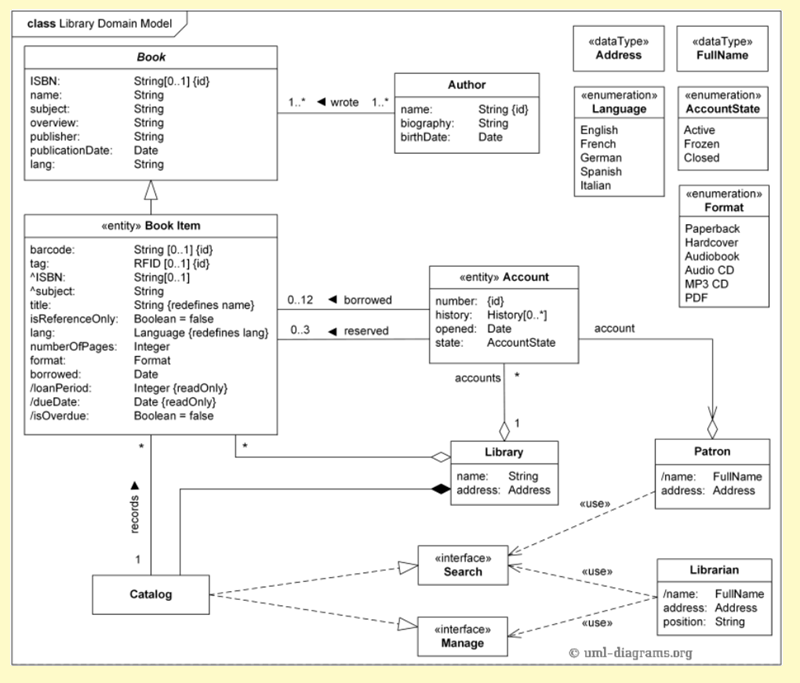 class Library Domain Model
Book
ISBN: String[0..1] {id}
name: String
subject: String
overview: String
publisher: String
publicationDate: Date
lang: String
1..* ◄ wrote 1..*
Author
name: String {id}
biography: String
birthDate: Date
«dataType»
Address
«dataType»
FullName
«enumeration»
Language
English
French
German
Spanish
Italian
«enumeration»
AccountState
Active
Frozen
Closed
«enumeration»
Format
Paperback
Hardcover
Audiobook
Audio CD
MP3 CD
PDF
«entity» Book Item
barcode: String [0..1] {id}
tag: RFID [0..1] {id}
^ISBN: String[0..1]
^subject: String
title: String {redefines name}
isReferenceOnly: Boolean = false
lang: Language {redefines lang}
numberOfPages: Integer
format: Format
borrowed: Date
/loanPeriod: Integer {readOnly}
/dueDate: Date {readOnly}
/isOverdue: Boolean = false
0..12 ◄ borrowed
0..3 ◄ reserved
«entity» Account
number: {id}
history: History[0..*]
opened: Date
state: AccountState
account
accounts *
1
* *
Library
name: String
address: Address
Patron
/name: FullName
address: Address
records ►
1
Catalog
«use»
«interface»
Search
«use»
«use»
«interface»
Manage
Librarian
/name: FullName
address: Address
position: String
© uml-diagrams.org